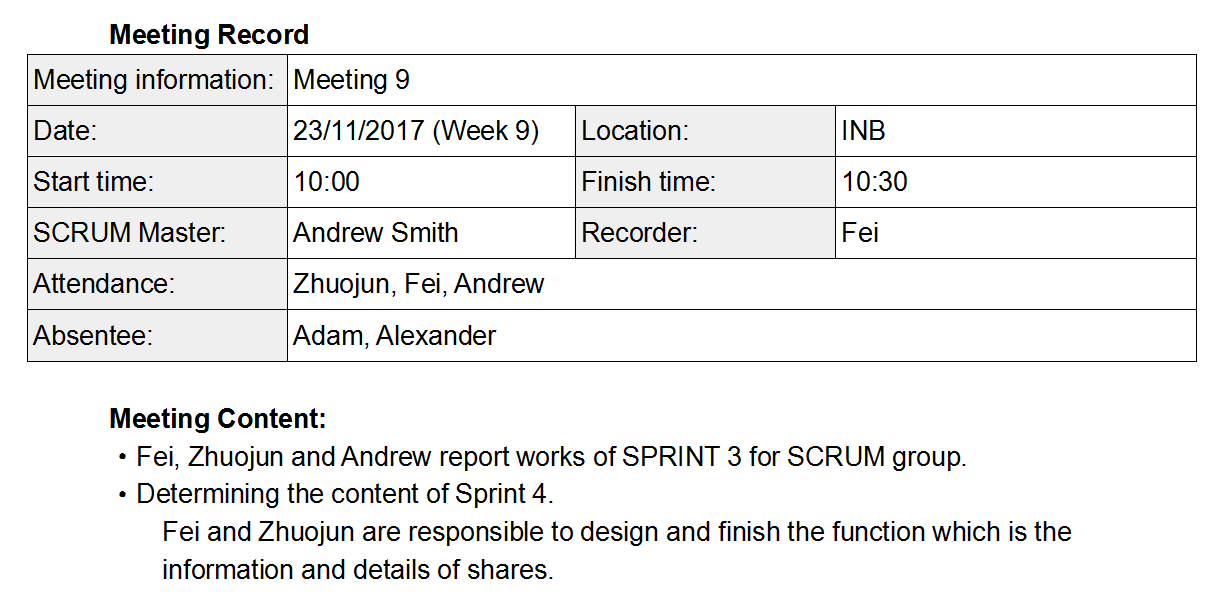 Meeting Record
Meeting information: Meeting 9
Date: 23/11/2017 (Week 9) Location: INB
Start time: 10:00 Finish time: 10:30
SCRUM Master: Andrew Smith Recorder: Fei
Attendance: Zhuojun, Fei, Andrew
Absentee: Adam, Alexander
Meeting Content:
• Fei, Zhuojun and Andrew report works of SPRINT 3 for SCRUM group.
• Determining the content of Sprint 4.
Fei and Zhuojun are responsible to design and finish the function which is the
information and details of shares.